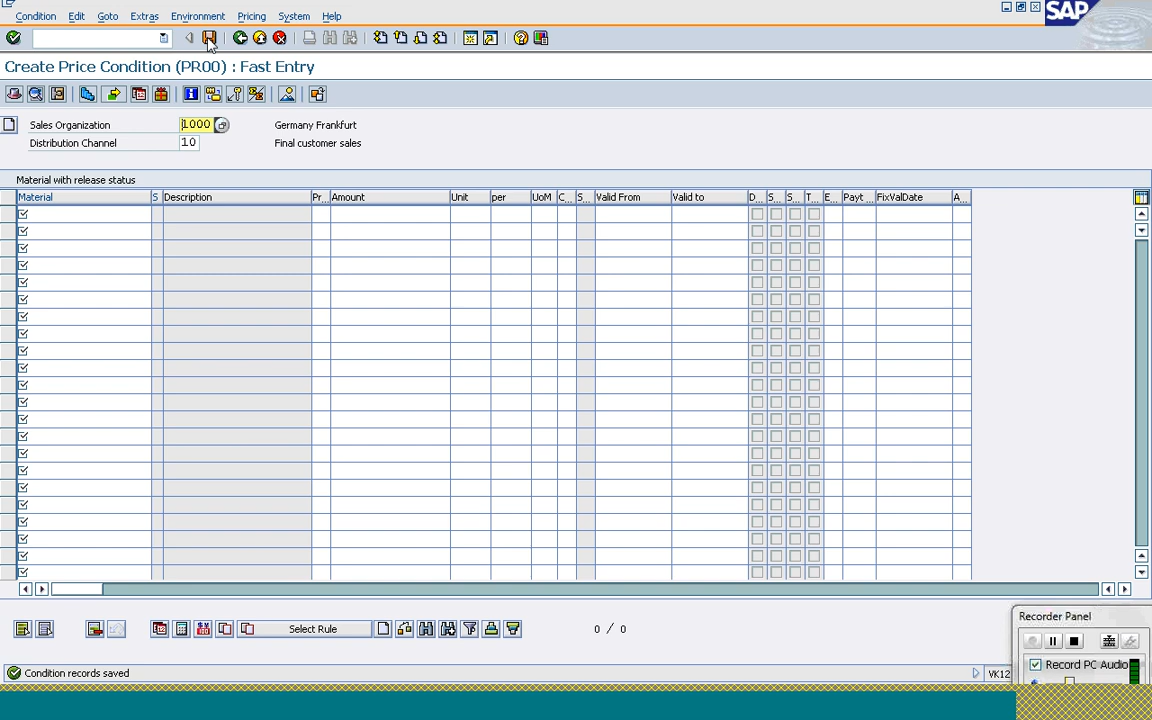 Condition Edit Goto Extras Environment Pricing System Help
SAP
Create Price Condition (PR00) : Fast Entry
Sales Organization 1000 Germany Frankfurt
Distribution Channel 10 Final customer sales
Material with release status
Material S Description Pr... Amount Unit per UoM C... S... Valid From Valid to D... S... S... T... E... Payt ... FixValDate A...
Select Rule 0 / 0
Recorder Panel
Record PC Audio
Condition records saved VK12